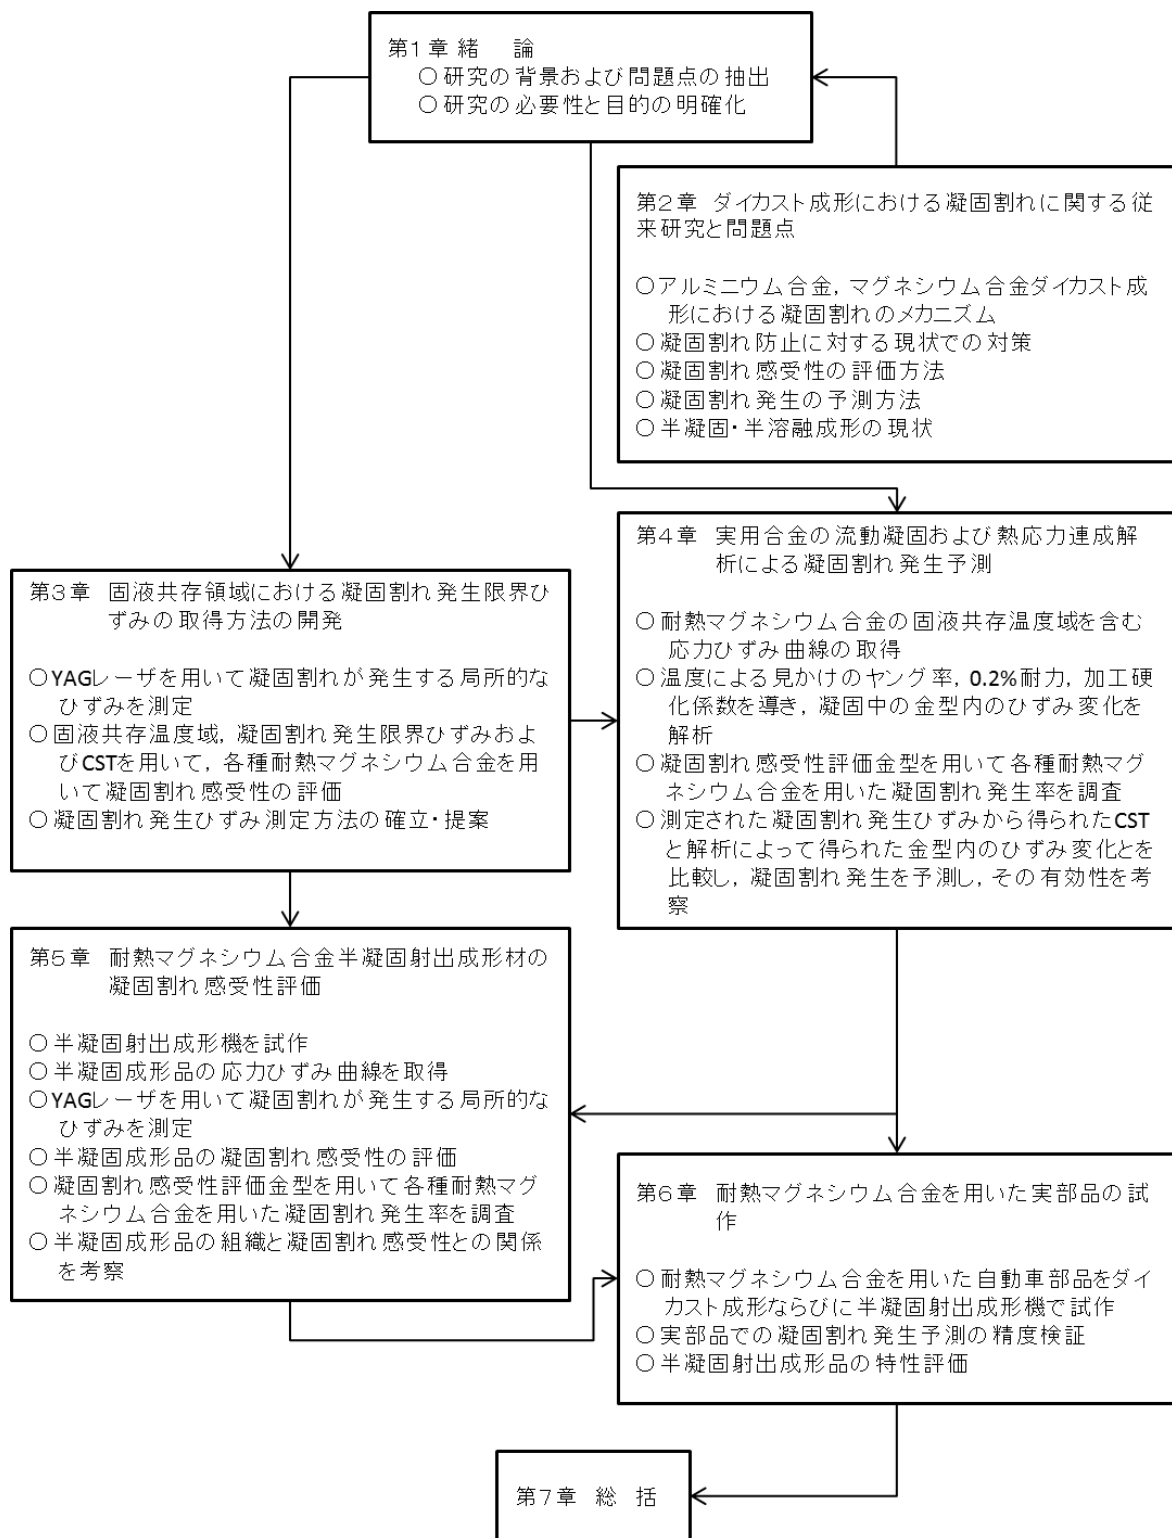 第1章 緒　論
○研究の背景および問題点の抽出
○研究の必要性と目的の明確化
第2章 ダイカスト成形における凝固割れに関する従
来研究と問題点
○アルミニウム合金，マグネシウム合金ダイカスト成
形における凝固割れのメカニズム
○凝固割れ防止に対する現状での対策
○凝固割れ感受性の評価方法
○凝固割れ発生の予測方法
○半凝固・半溶融成形の現状
第3章 固液共存領域における凝固割れ発生限界ひ
ずみの取得方法の開発
○YAGレーザを用いて凝固割れが発生する局所的な
ひずみを測定
○固液共存温度域，凝固割れ発生限界ひずみおよ
びCSTを用いて，各種耐熱マグネシウム合金を用
いて凝固割れ感受性の評価
○凝固割れ発生ひずみ測定方法の確立・提案
第4章 実用合金の流動凝固および熱応力連成解
析による凝固割れ発生予測
○耐熱マグネシウム合金の固液共存温度域を含む
応力ひずみ曲線の取得
○温度による見かけのヤング率，0.2%耐力，加工硬
化係数を導き，凝固中の金型内のひずみ変化を
解析
○凝固割れ感受性評価金型を用いて各種耐熱マグ
ネシウム合金を用いた凝固割れ発生率を調査
○測定された凝固割れ発生ひずみから得られたCST
と解析によって得られた金型内のひずみ変化とを
比較し，凝固割れ発生を予測し，その有効性を考
察
第5章 耐熱マグネシウム合金半凝固射出成形材の
凝固割れ感受性評価
○半凝固射出成形機を試作
○半凝固成形品の応力ひずみ曲線を取得
○YAGレーザを用いて凝固割れが発生する局所的な
ひずみを測定
○半凝固成形品の凝固割れ感受性の評価
○凝固割れ感受性評価金型を用いて各種耐熱マグ
ネシウム合金を用いた凝固割れ発生率を調査
○半凝固成形品の組織と凝固割れ感受性との関係
を考察
第6章 耐熱マグネシウム合金を用いた実部品の試
作
○耐熱マグネシウム合金を用いた自動車部品をダイ
カスト成形ならびに半凝固射出成形機で試作
○実部品での凝固割れ発生予測の精度検証
○半凝固射出成形品の特性評価
第7章 総 括